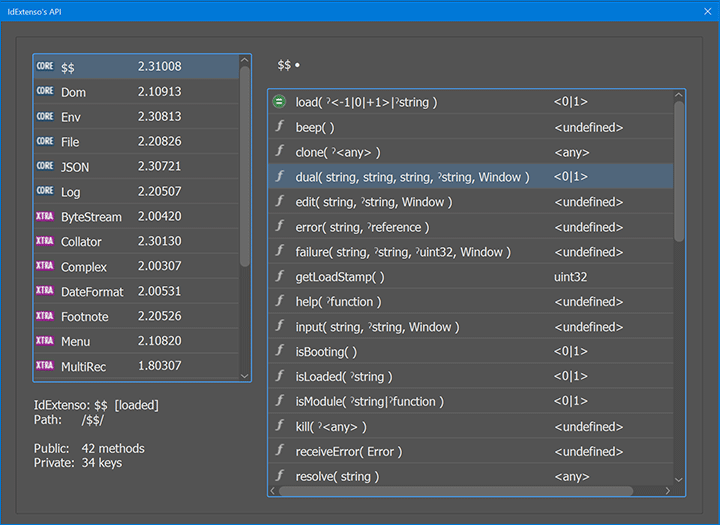 IdExtenso's API
CORE $$ 2.31008
CORE Dom 2.10913
CORE Env 2.30813
CORE File 2.20826
CORE JSON 2.30721
CORE Log 2.20507
XTRA ByteStream 2.00420
XTRA Collator 2.30130
XTRA Complex 2.00307
XTRA DateFormat 2.00531
XTRA Footnote 2.20526
XTRA Menu 2.10820
XTRA MultiRec 1.80307
IdExtenso: $$ [loaded]
Path: /$$/
Public: 42 methods
Private: 34 keys
$$ •
= load( ?<-1|0|+1>|?string ) <0|1>
f beep( ) <undefined>
f clone( ?<any> ) <any>
f dual( string, string, string, ?string, Window ) <0|1>
f edit( string, ?string, Window ) <undefined>
f error( string, ?reference ) <undefined>
f failure( string, ?string, ?uint32, Window ) <undefined>
f getLoadStamp( ) uint32
f help( ?function ) <undefined>
f input( string, ?string, Window ) <undefined>
f isBooting( ) <0|1>
f isLoaded( ?string ) <0|1>
f isModule( ?string|?function ) <0|1>
f kill( ?<any> ) <undefined>
f receiveError( Error ) <undefined>
f resolve( string ) <any>